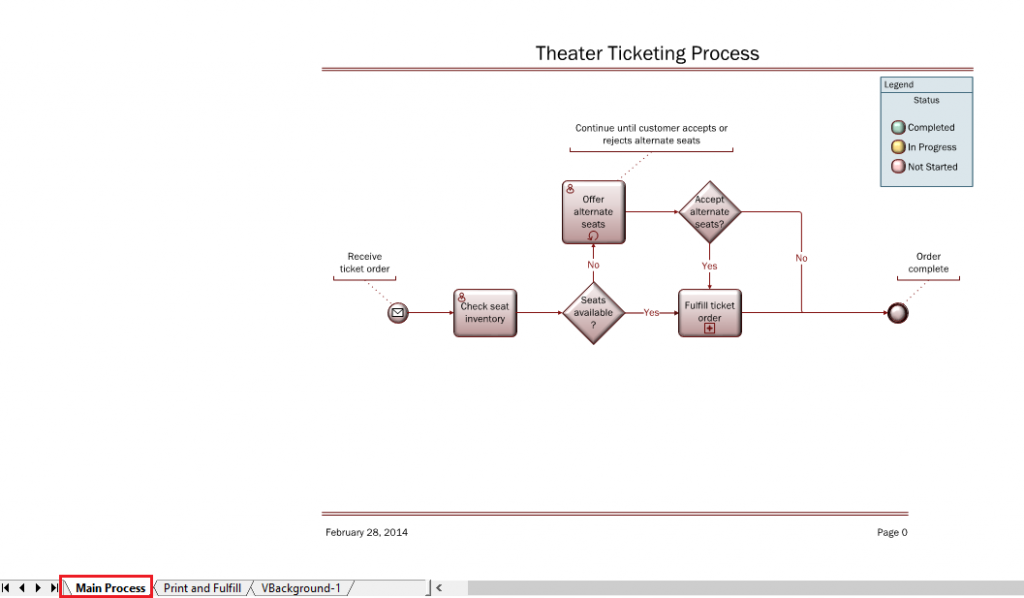 Theater Ticketing Process
Legend
Status
Completed
In Progress
Not Started
Continue until customer accepts or
rejects alternate seats
Offer
alternate
seats
Accept
alternate
seats?
No
Yes
No
Receive
ticket order
Order
complete
Check seat
inventory
Seats
available
?
Yes
Fulfill ticket
order
February 28, 2014
Page 0
Main Process
Print and Fulfill
VBackground-1